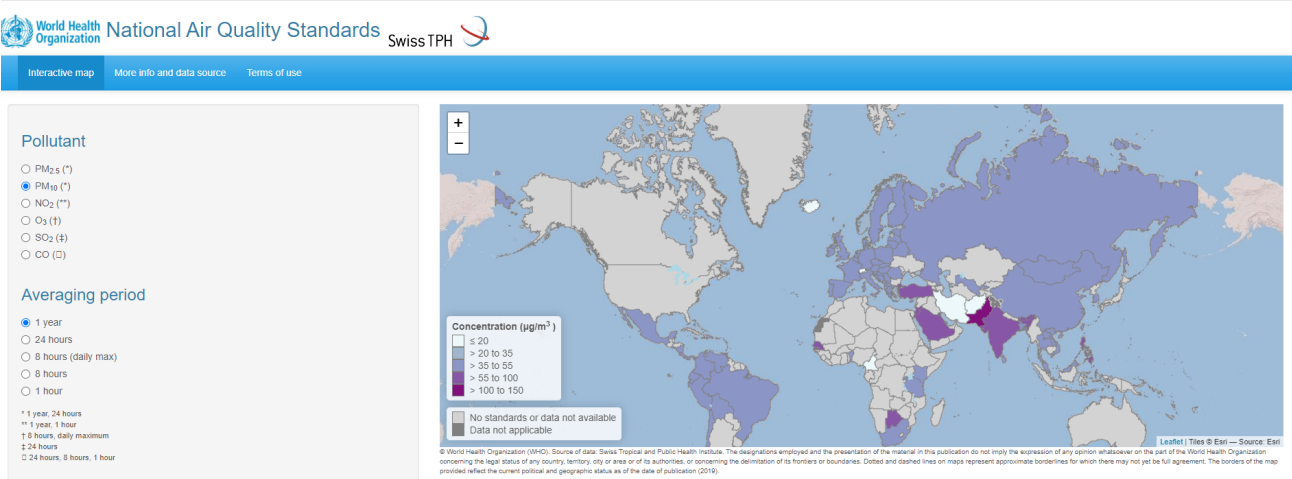 World Health
Organization
National Air Quality Standards
Swiss TPH
Interactive map
More info and data source
Terms of use
Pollutant
PM2.5 (*)
PM10 (*)
NO2 (**)
O3 (†)
SO2 (‡)
CO (▯)
Averaging period
1 year
24 hours
8 hours (daily max)
8 hours
1 hour
* 1 year, 24 hours
** 1 year, 1 hour
† 8 hours, daily maximum
‡ 24 hours
▯ 24 hours, 8 hours, 1 hour
+
−
Concentration (µg/m³ )
≤ 20
> 20 to 35
> 35 to 55
> 55 to 100
> 100 to 150
No standards or data not available
Data not applicable
Leaflet | Tiles © Esri — Source: Esri
© World Health Organization (WHO). Source of data: Swiss Tropical and Public Health Institute. The designations employed and the presentation of the material in this publication do not imply the expression of any opinion whatsoever on the part of the World Health Organization
concerning the legal status of any country, territory, city or area or of its authorities, or concerning the delimitation of its frontiers or boundaries. Dotted and dashed lines on maps represent approximate borderlines for which there may not yet be full agreement. The borders of the map
provided reflect the current political and geographic status as of the date of publication (2019).